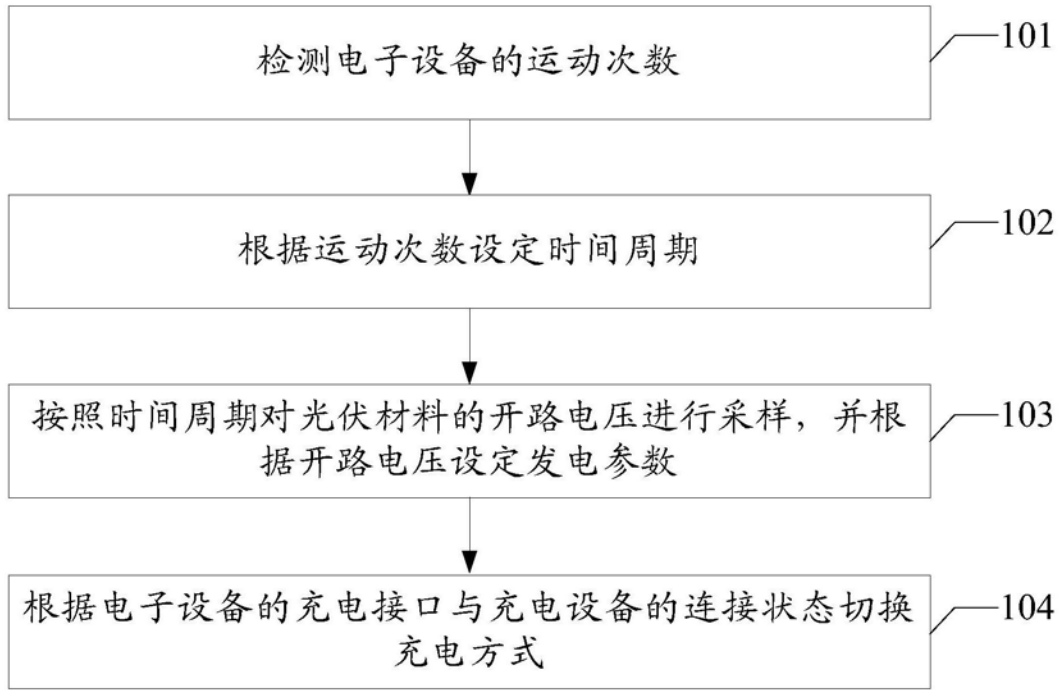 检测电子设备的运动次数
101
根据运动次数设定时间周期
102
按照时间周期对光伏材料的开路电压进行采样，并根
据开路电压设定发电参数
103
根据电子设备的充电接口与充电设备的连接状态切换
充电方式
104